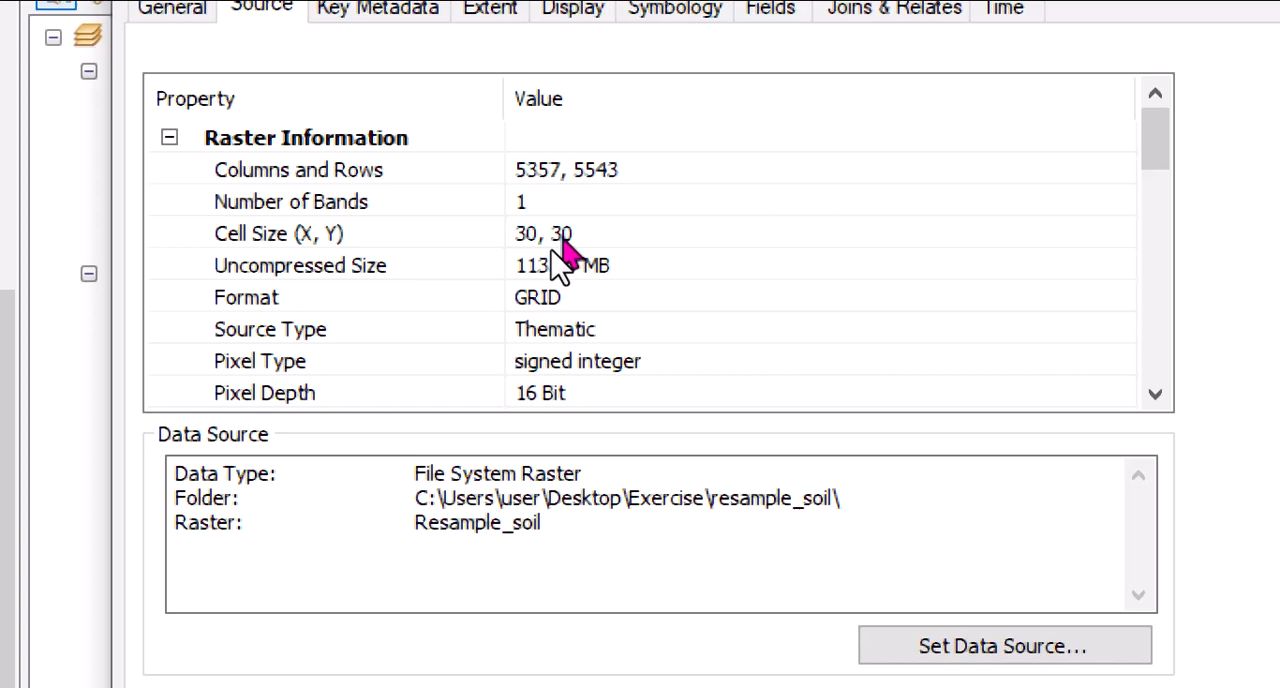 General Source Key Metadata Extent Display Symbology Fields Joins & Relates Time
Property Value
Raster Information
Columns and Rows 5357, 5543
Number of Bands 1
Cell Size (X, Y) 30, 30
Uncompressed Size MB
Format GRID
Source Type Thematic
Pixel Type signed integer
Pixel Depth 16 Bit
Data Source
Data Type: File System Raster
Folder: C:\Users\user\Desktop\Exercise\resample_soil\
Raster: Resample_soil
Set Data Source...